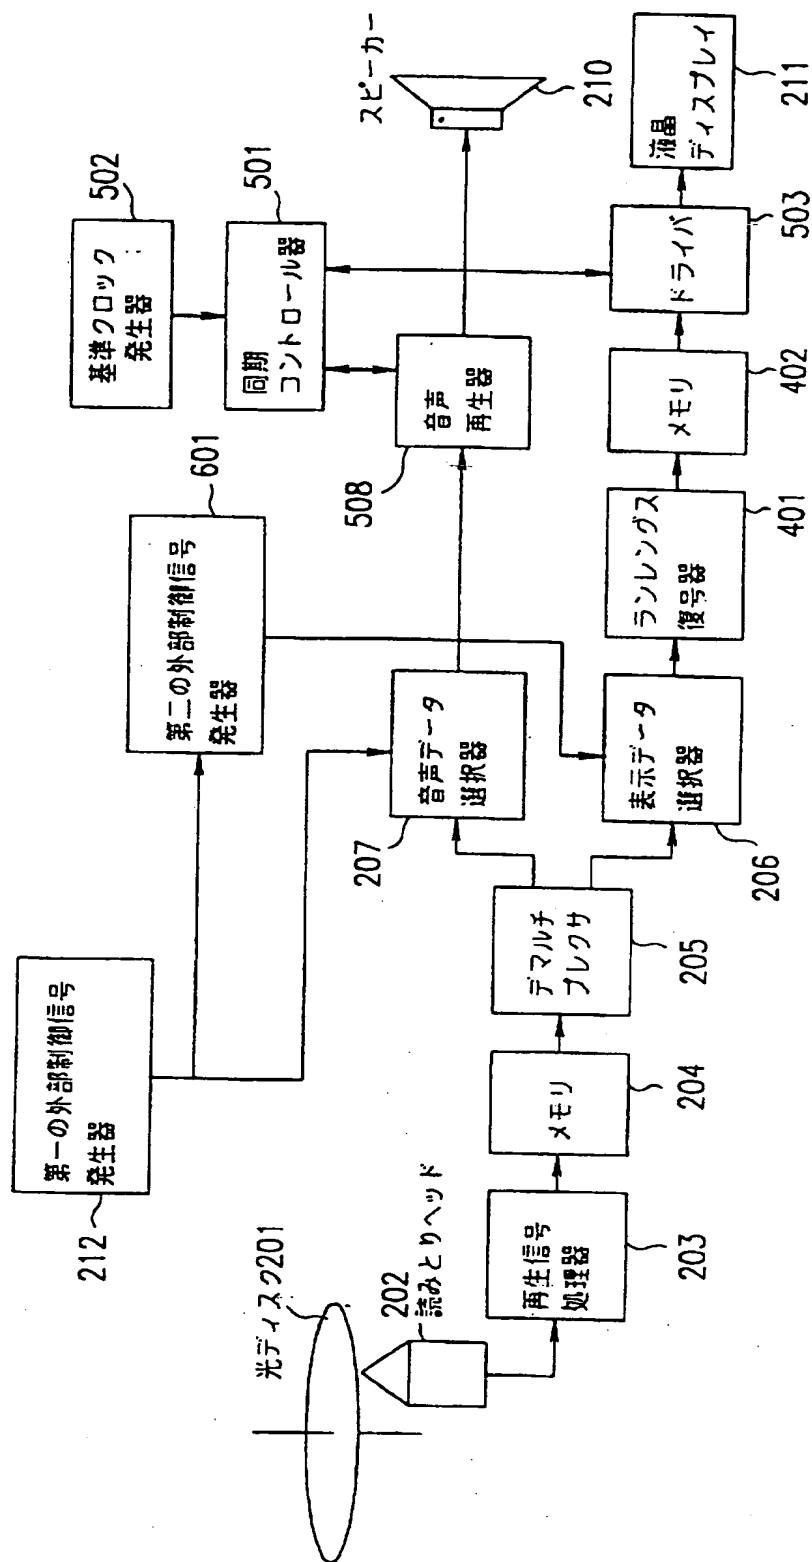 光ディスク201
202
読みとりヘッド
再生信号
処理器
203
メモリ
204
デマルチ
プレクサ
205
第一の外部制御信号
発生器
212
第二の外部制御信号
発生器
601
音声データ
選択器
207
表示データ
選択器
206
基準クロック
発生器
502
同期
コントロール器
501
音声
再生器
508
スピーカー
210
ランレングス
復号器
401
メモリ
402
ドライバ
503
液晶
ディスプレイ
211